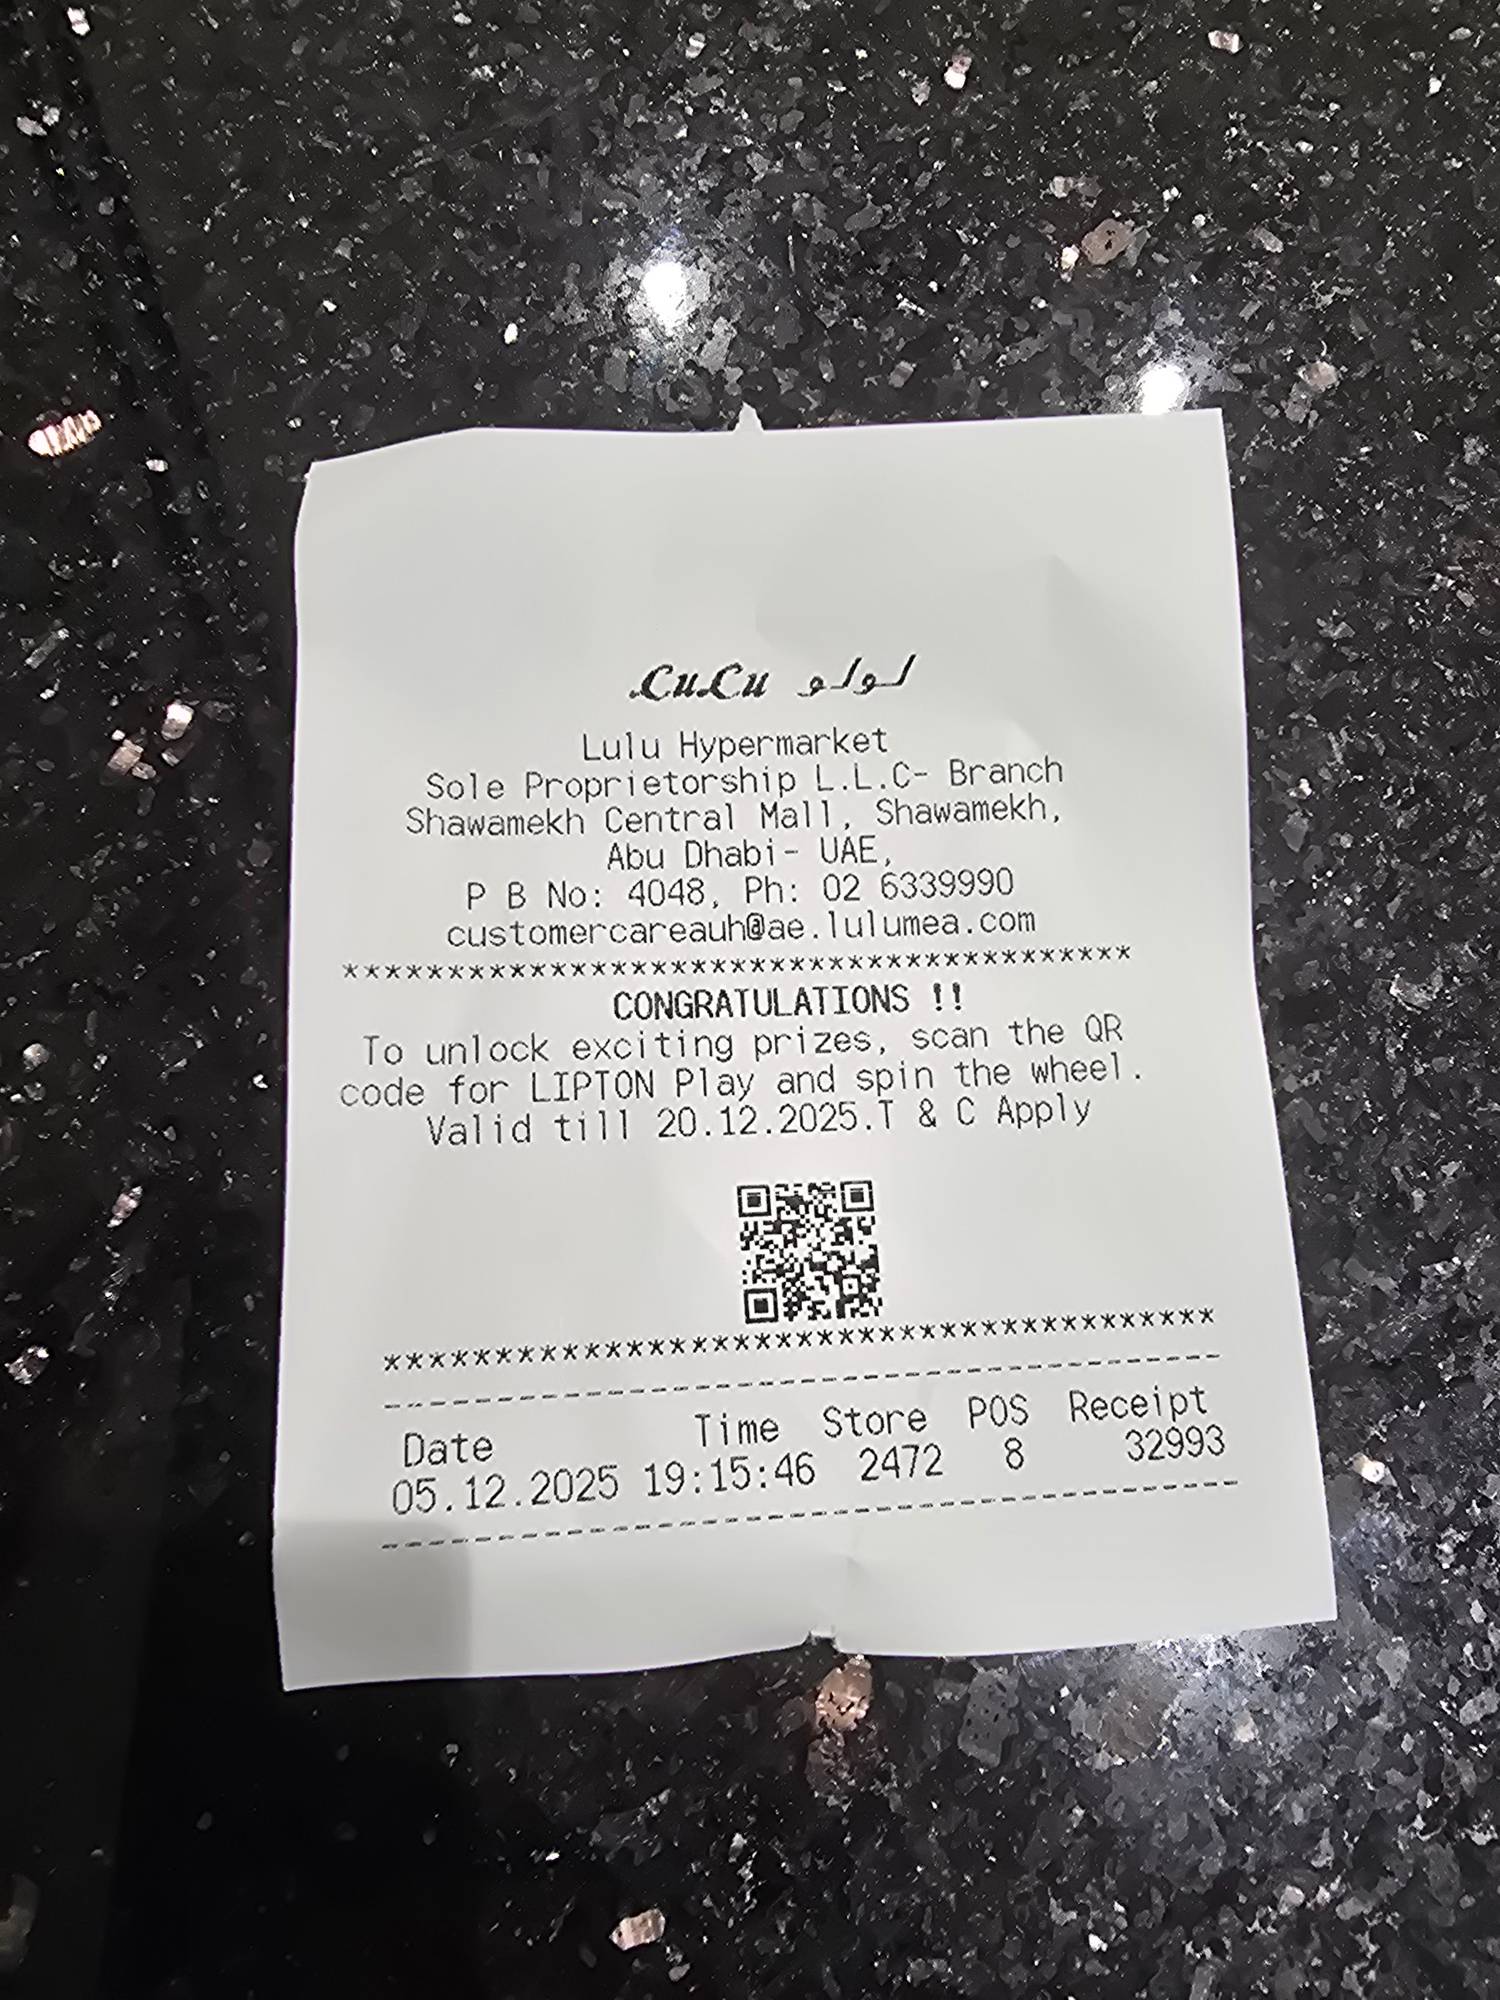 LuLu لولو
Lulu Hypermarket
Sole Proprietorship L.L.C- Branch
Shawamekh Central Mall, Shawamekh,
Abu Dhabi- UAE,
P B No: 4048, Ph: 02 6339990
customercareauh@ae.lulumea.com
**************************************
CONGRATULATIONS !!
To unlock exciting prizes, scan the QR
code for LIPTON Play and spin the wheel.
Valid till 20.12.2025.T & C Apply
**************************************
------------------------------------------
Date Time Store POS Receipt
05.12.2025 19:15:46 2472 8 32993
------------------------------------------